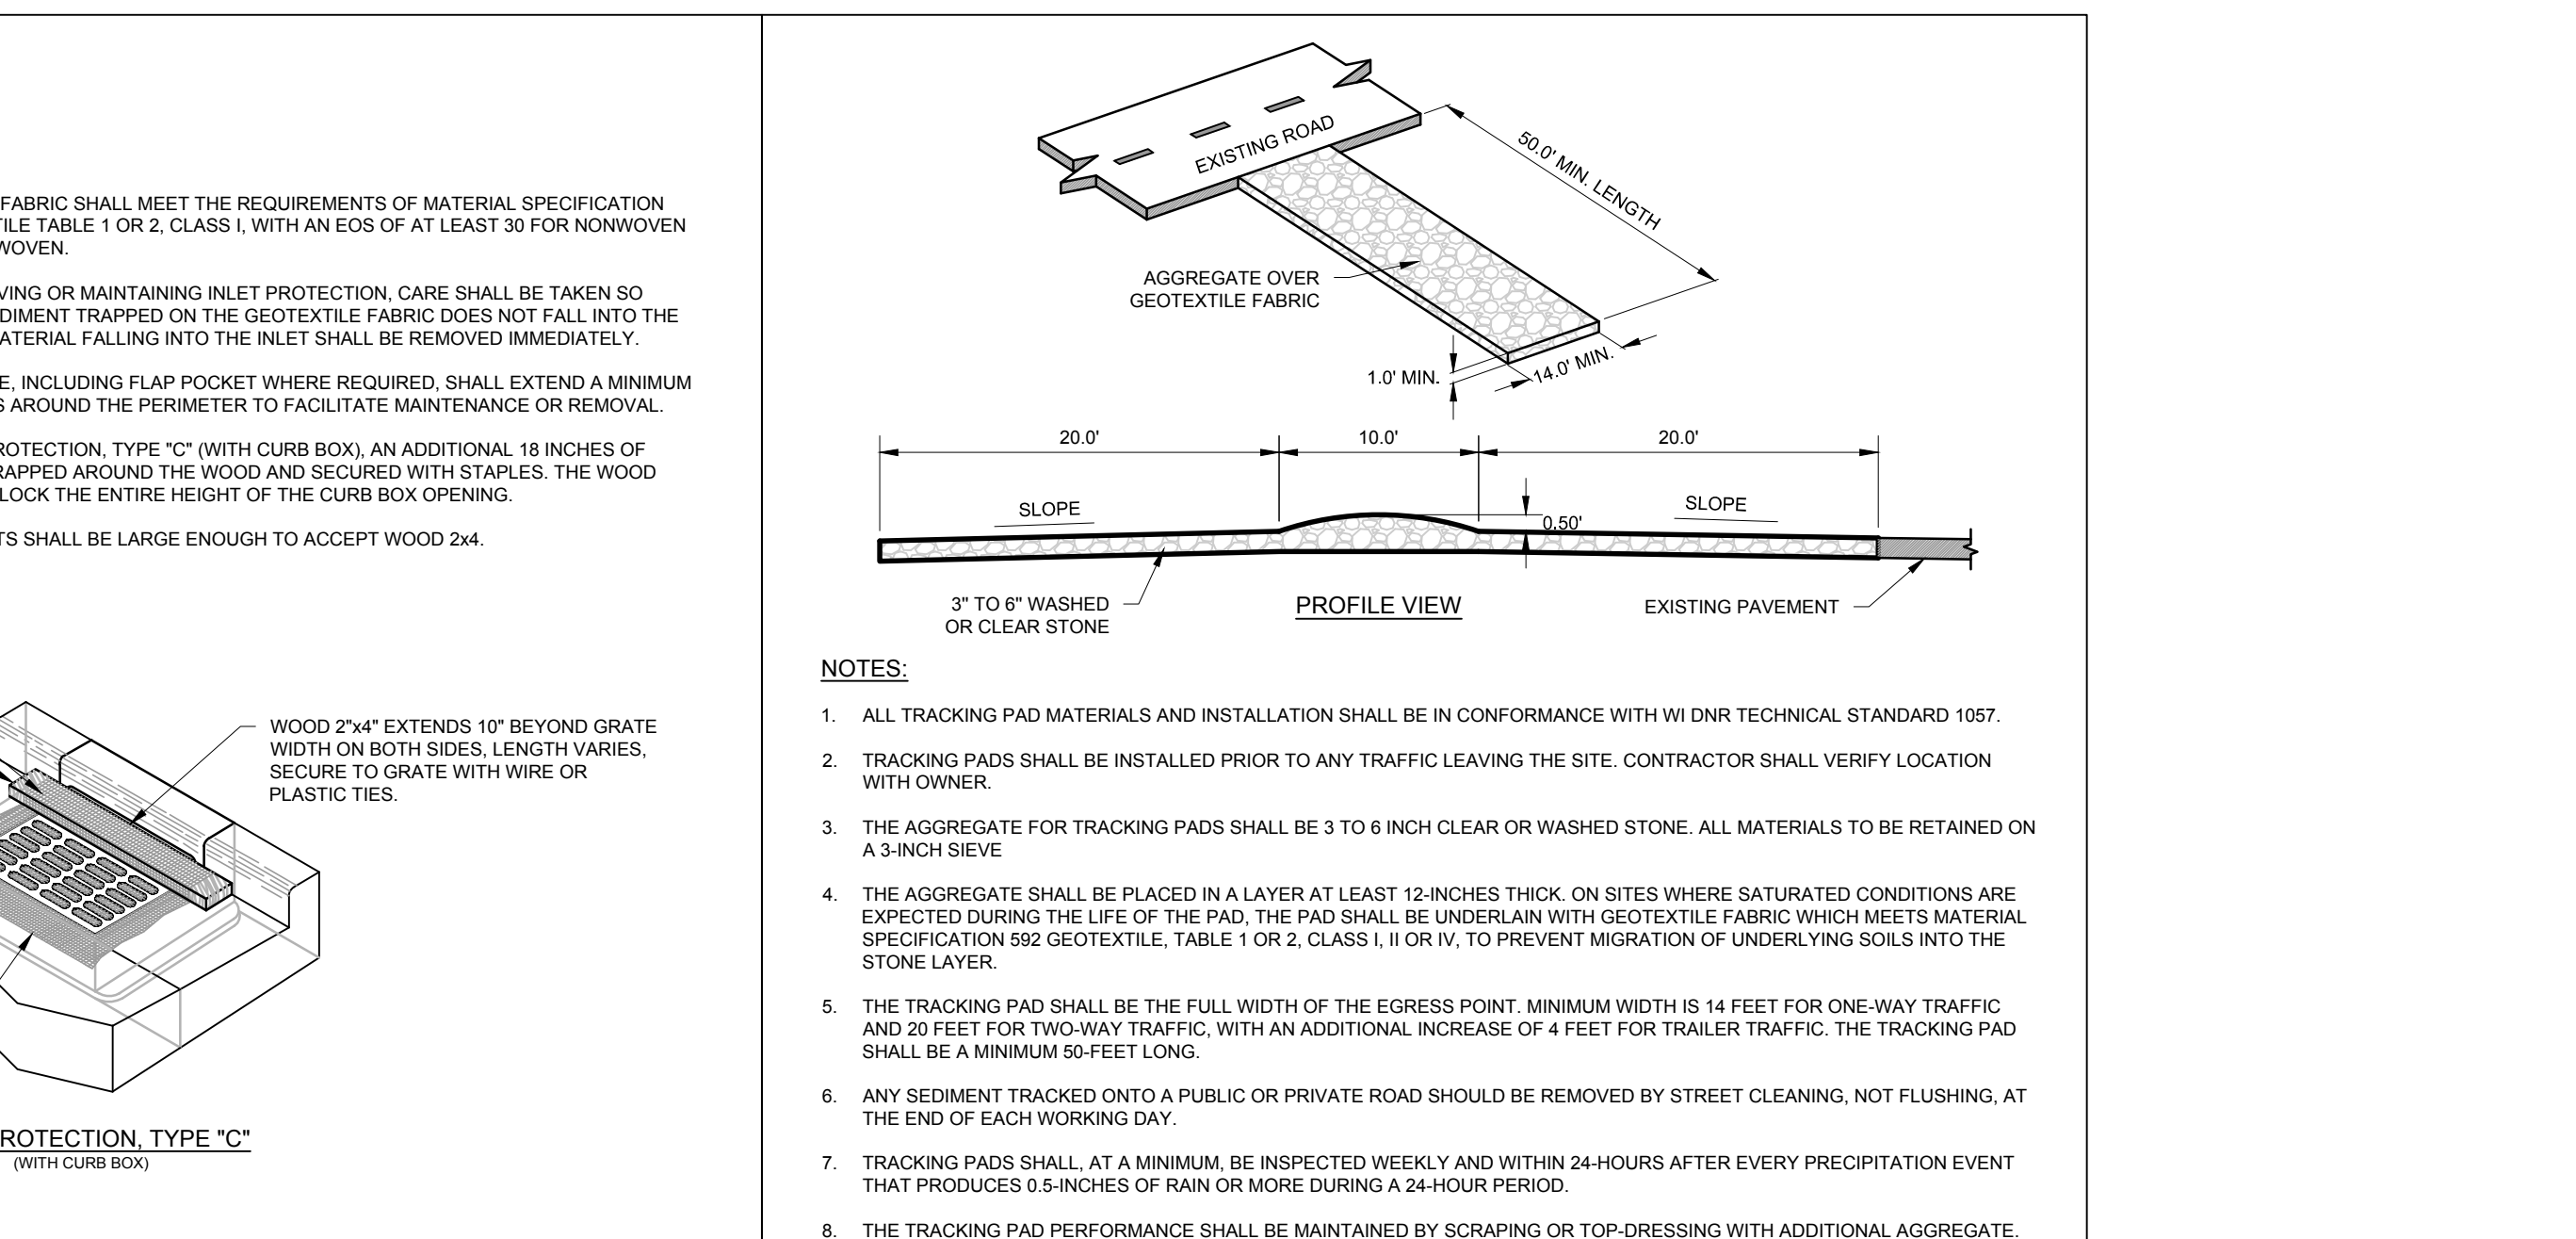 FABRIC SHALL MEET THE REQUIREMENTS OF MATERIAL SPECIFICATION
TILE TABLE 1 OR 2, CLASS I, WITH AN EOS OF AT LEAST 30 FOR NONWOVEN
WOVEN.
VING OR MAINTAINING INLET PROTECTION, CARE SHALL BE TAKEN SO
DIMENT TRAPPED ON THE GEOTEXTILE FABRIC DOES NOT FALL INTO THE
ATERIAL FALLING INTO THE INLET SHALL BE REMOVED IMMEDIATELY.
E, INCLUDING FLAP POCKET WHERE REQUIRED, SHALL EXTEND A MINIMUM
S AROUND THE PERIMETER TO FACILITATE MAINTENANCE OR REMOVAL.
ROTECTION, TYPE "C" (WITH CURB BOX), AN ADDITIONAL 18 INCHES OF
RAPPED AROUND THE WOOD AND SECURED WITH STAPLES. THE WOOD
LOCK THE ENTIRE HEIGHT OF THE CURB BOX OPENING.
TS SHALL BE LARGE ENOUGH TO ACCEPT WOOD 2x4.
WOOD 2"x4" EXTENDS 10" BEYOND GRATE
WIDTH ON BOTH SIDES, LENGTH VARIES,
SECURE TO GRATE WITH WIRE OR
PLASTIC TIES.
ROTECTION, TYPE "C"
(WITH CURB BOX)
EXISTING ROAD
50.0' MIN. LENGTH
AGGREGATE OVER
GEOTEXTILE FABRIC
1.0' MIN.
14.0' MIN.
20.0'
10.0'
20.0'
SLOPE
SLOPE
0.50'
3" TO 6" WASHED
OR CLEAR STONE
PROFILE VIEW
EXISTING PAVEMENT
NOTES:
1. ALL TRACKING PAD MATERIALS AND INSTALLATION SHALL BE IN CONFORMANCE WITH WI DNR TECHNICAL STANDARD 1057.
2. TRACKING PADS SHALL BE INSTALLED PRIOR TO ANY TRAFFIC LEAVING THE SITE. CONTRACTOR SHALL VERIFY LOCATION
WITH OWNER.
3. THE AGGREGATE FOR TRACKING PADS SHALL BE 3 TO 6 INCH CLEAR OR WASHED STONE. ALL MATERIALS TO BE RETAINED ON
A 3-INCH SIEVE
4. THE AGGREGATE SHALL BE PLACED IN A LAYER AT LEAST 12-INCHES THICK. ON SITES WHERE SATURATED CONDITIONS ARE
EXPECTED DURING THE LIFE OF THE PAD, THE PAD SHALL BE UNDERLAIN WITH GEOTEXTILE FABRIC WHICH MEETS MATERIAL
SPECIFICATION 592 GEOTEXTILE, TABLE 1 OR 2, CLASS I, II OR IV, TO PREVENT MIGRATION OF UNDERLYING SOILS INTO THE
STONE LAYER.
5. THE TRACKING PAD SHALL BE THE FULL WIDTH OF THE EGRESS POINT. MINIMUM WIDTH IS 14 FEET FOR ONE-WAY TRAFFIC
AND 20 FEET FOR TWO-WAY TRAFFIC, WITH AN ADDITIONAL INCREASE OF 4 FEET FOR TRAILER TRAFFIC. THE TRACKING PAD
SHALL BE A MINIMUM 50-FEET LONG.
6. ANY SEDIMENT TRACKED ONTO A PUBLIC OR PRIVATE ROAD SHOULD BE REMOVED BY STREET CLEANING, NOT FLUSHING, AT
THE END OF EACH WORKING DAY.
7. TRACKING PADS SHALL, AT A MINIMUM, BE INSPECTED WEEKLY AND WITHIN 24-HOURS AFTER EVERY PRECIPITATION EVENT
THAT PRODUCES 0.5-INCHES OF RAIN OR MORE DURING A 24-HOUR PERIOD.
8. THE TRACKING PAD PERFORMANCE SHALL BE MAINTAINED BY SCRAPING OR TOP-DRESSING WITH ADDITIONAL AGGREGATE.